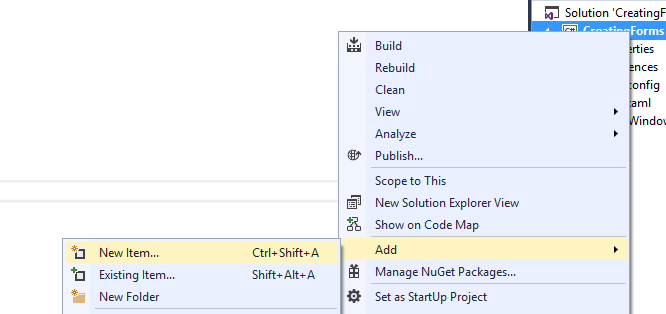 Solution 'CreatingF
C# CreatingForms
Build
erties
Rebuild
ences
Clean
config
View
aml
Analyze
Window
Publish...
Scope to This
New Solution Explorer View
Show on Code Map
Add
New Item... Ctrl+Shift+A
Manage NuGet Packages...
Existing Item... Shift+Alt+A
New Folder
Set as StartUp Project